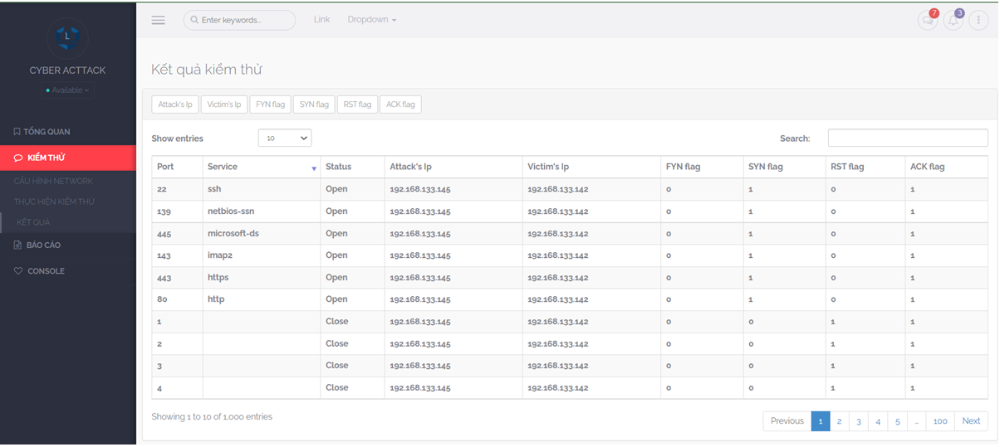 CYBER ACTTACK
Available
TỔNG QUAN
KIỂM THỬ
CẤU HÌNH NETWORK
THỰC HIỆN KIỂM THỬ
KẾT QUẢ
BÁO CÁO
CONSOLE
Enter keywords... Link Dropdown 7 3
Kết quả kiểm thử
Attack's Ip Victim's Ip FYN flag SYN flag RST flag ACK flag
Show entries 10 Search:
Port Service Status Attack's Ip Victim's Ip FYN flag SYN flag RST flag ACK flag
22 ssh Open 192.168.133.145 192.168.133.142 0 1 0 1
139 netbios-ssn Open 192.168.133.145 192.168.133.142 0 1 0 1
445 microsoft-ds Open 192.168.133.145 192.168.133.142 0 1 0 1
143 imap2 Open 192.168.133.145 192.168.133.142 0 1 0 1
443 https Open 192.168.133.145 192.168.133.142 0 1 0 1
80 http Open 192.168.133.145 192.168.133.142 0 1 0 1
1 Close 192.168.133.145 192.168.133.142 0 0 1 1
2 Close 192.168.133.145 192.168.133.142 0 0 1 1
3 Close 192.168.133.145 192.168.133.142 0 0 1 1
4 Close 192.168.133.145 192.168.133.142 0 0 1 1
Showing 1 to 10 of 1,000 entries
Previous 1 2 3 4 5 … 100 Next